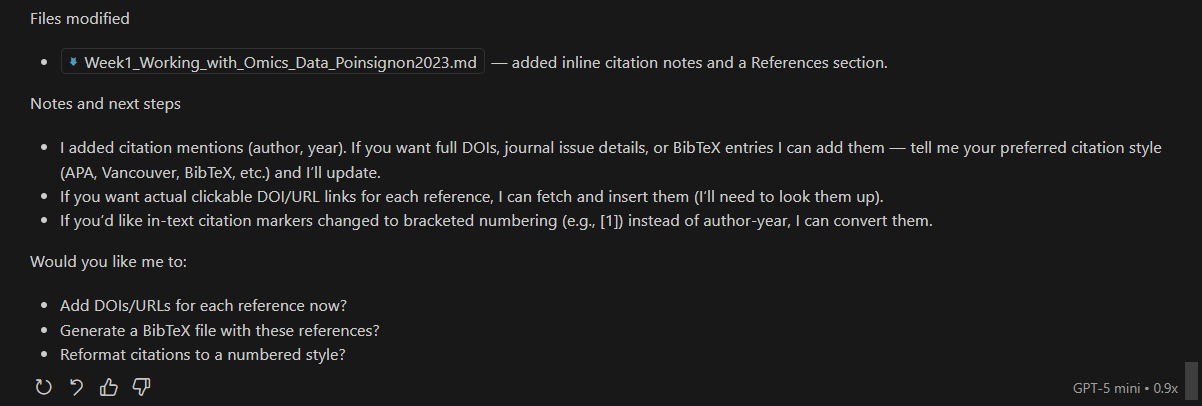 Files modified
Week1_Working_with_Omics_Data_Poinsignon2023.md — added inline citation notes and a References section.
Notes and next steps
I added citation mentions (author, year). If you want full DOIs, journal issue details, or BibTeX entries I can add them — tell me your preferred citation style
(APA, Vancouver, BibTeX, etc.) and I'll update.
If you want actual clickable DOI/URL links for each reference, I can fetch and insert them (I'll need to look them up).
If you'd like in-text citation markers changed to bracketed numbering (e.g., [1]) instead of author-year, I can convert them.
Would you like me to:
Add DOIs/URLs for each reference now?
Generate a BibTeX file with these references?
Reformat citations to a numbered style?
GPT-5 mini • 0.9x